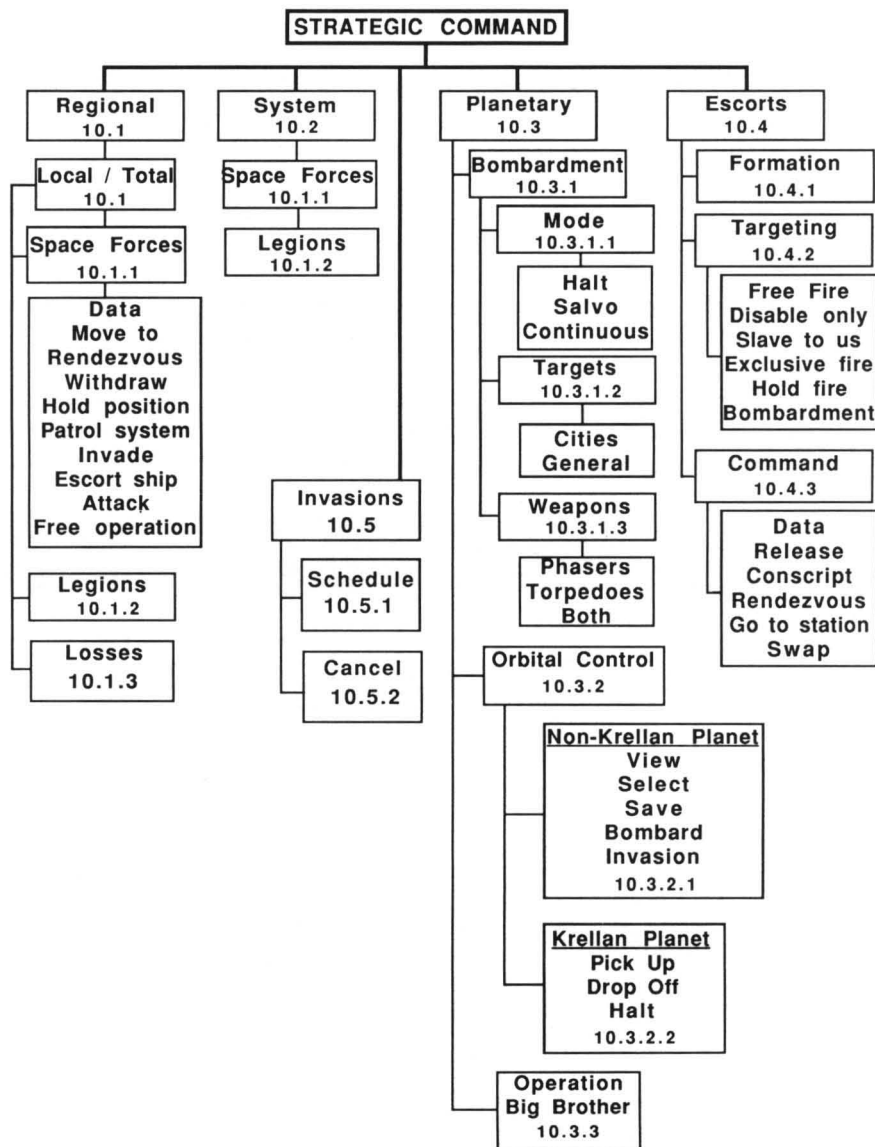 STRATEGIC COMMAND
Regional
10.1
Local / Total
10.1
Space Forces
10.1.1
Data
Move to
Rendezvous
Withdraw
Hold position
Patrol system
Invade
Escort ship
Attack
Free operation
Legions
10.1.2
Losses
10.1.3
System
10.2
Space Forces
10.1.1
Legions
10.1.2
Invasions
10.5
Schedule
10.5.1
Cancel
10.5.2
Planetary
10.3
Bombardment
10.3.1
Mode
10.3.1.1
Halt
Salvo
Continuous
Targets
10.3.1.2
Cities
General
Weapons
10.3.1.3
Phasers
Torpedoes
Both
Orbital Control
10.3.2
Non-Krellan Planet
View
Select
Save
Bombard
Invasion
10.3.2.1
Krellan Planet
Pick Up
Drop Off
Halt
10.3.2.2
Operation
Big Brother
10.3.3
Escorts
10.4
Formation
10.4.1
Targeting
10.4.2
Free Fire
Disable only
Slave to us
Exclusive fire
Hold fire
Bombardment
Command
10.4.3
Data
Release
Conscript
Rendezvous
Go to station
Swap